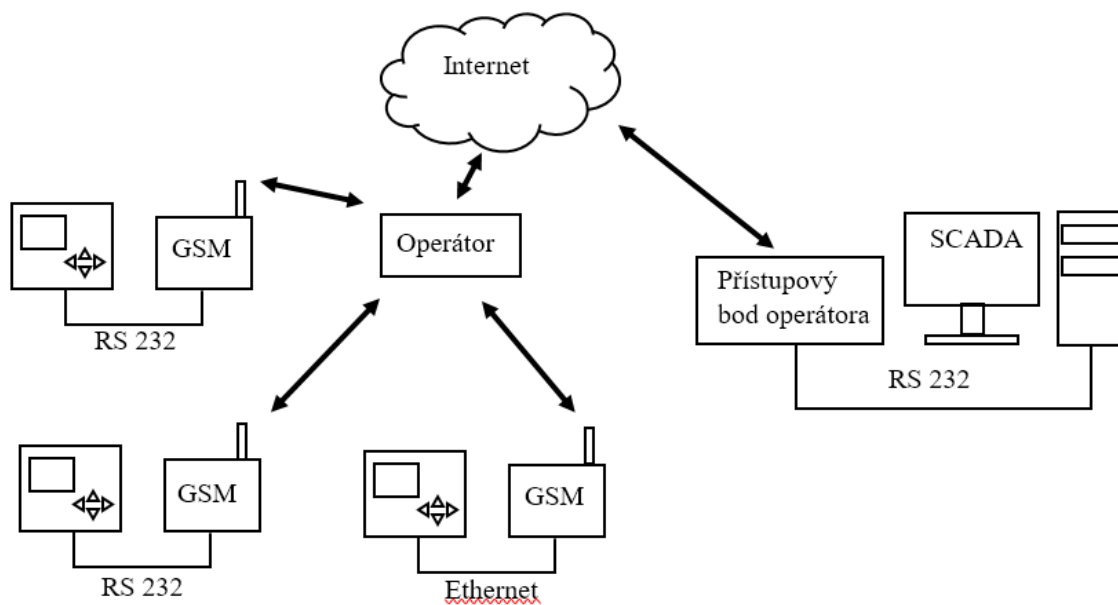 Internet
Operátor
GSM
RS 232
SCADA
Přístupový
bod operátora
RS 232
GSM
RS 232
GSM
Ethernet